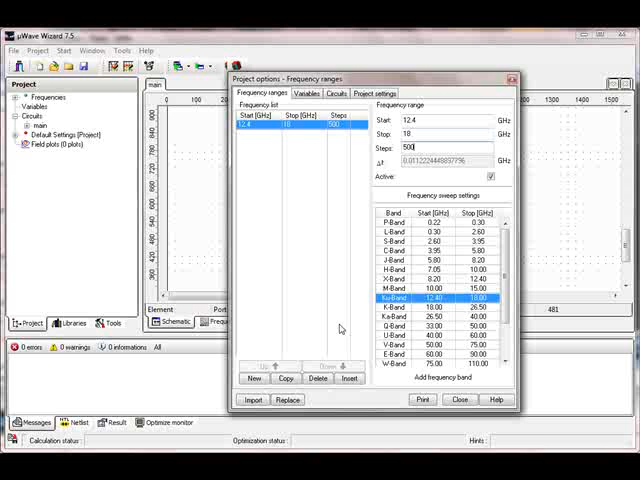 µWave Wizard 7.5
File Project Start Window Tools Help
Project
Frequencies
Variables
Circuits
main
Default Settings [Project]
Field plots (0 plots)
Project Libraries Tools
main
0 100 1300 1400 1500
800
720
640
600
560
520
480
440
400
360
Element Port
481
Schematic
Project options - Frequency ranges
Frequency ranges Variables Circuits Project settings
Frequency list
Start [GHz] Stop [GHz] Steps
12.4 18 500
Up Down
New Copy Delete Insert
Import Replace
Frequency range
Start: 12.4 GHz
Stop: 18 GHz
Steps: 500
Δf: 0.0112224448897796 GHz
Active:
Frequency sweep settings
Band Start [GHz] Stop [GHz]
P-Band 0.22 0.30
L-Band 0.30 2.60
S-Band 2.60 3.95
C-Band 3.95 5.80
J-Band 5.80 8.20
H-Band 7.05 10.00
X-Band 8.20 12.40
M-Band 10.00 15.00
Ku-Band 12.40 18.00
K-Band 18.00 26.50
Ka-Band 26.50 40.00
Q-Band 33.00 50.00
U-Band 40.00 60.00
V-Band 50.00 75.00
E-Band 60.00 90.00
W-Band 75.00 110.00
Add frequency band
Print Close Help
0 errors 0 warnings 0 informations All
Messages Netlist Result Optimize monitor
Calculation status : Optimization status : Hints :